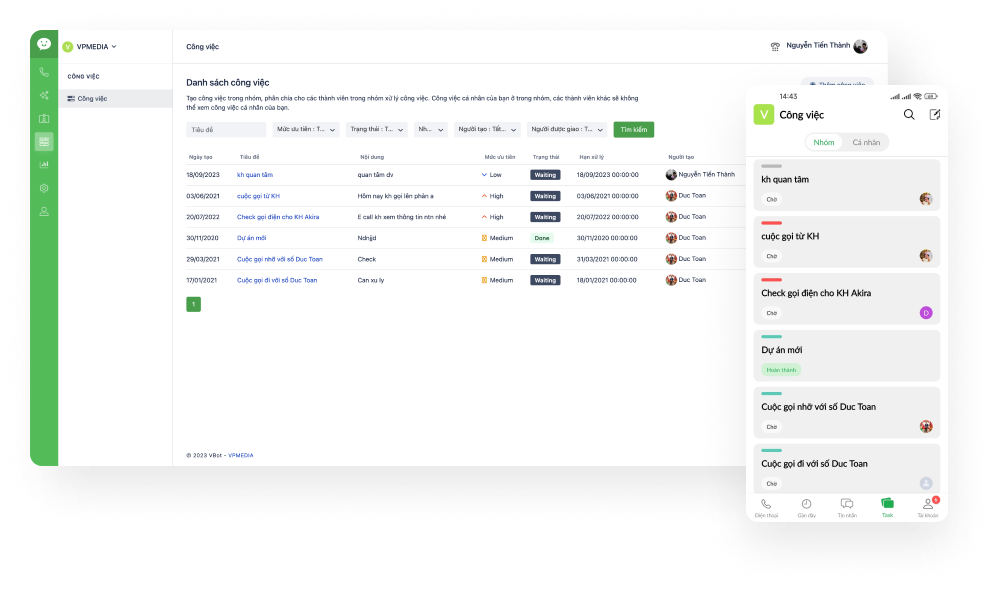 VPMEDIA
Công việc
Nguyễn Tiến Thành
CÔNG VIỆC
Công việc
Danh sách công việc
Thêm công việc
Tạo công việc trong nhóm, phân chia cho các thành viên trong nhóm xử lý công việc. Công việc cá nhân của bạn ở trong nhóm, các thành viên khác sẽ không
thể xem công việc cá nhân của bạn.
Tiêu đề Mức ưu tiên : T... Trạng thái : T... Nh... Người tạo : Tất... Người được giao : T... Tìm kiếm
Ngày tạo Tiêu đề Nội dung Mức ưu tiên Trạng thái Hạn xử lý Người tạo
18/09/2023 kh quan tâm quan tâm dv Low Waiting 18/09/2023 00:00:00 Nguyễn Tiến Thành
03/06/2021 cuộc gọi từ KH Hôm nay kh gọi lên phản a High Waiting 03/06/2021 00:00:00 Duc Toan
20/07/2022 Check gọi điện cho KH Akira E call kh xem thông tin ntn nhé High Waiting 20/07/2022 00:00:00 Duc Toan
30/11/2020 Dự án mới Ndnjjd Medium Done 30/11/2020 00:00:00 Duc Toan
29/03/2021 Cuộc gọi nhỡ với số Duc Toan Check Medium Waiting 31/03/2021 00:00:00 Duc Toan
17/01/2021 Cuộc gọi đi với số Duc Toan Can xu ly Medium Waiting 18/01/2021 00:00:00 Duc Toan
1
© 2023 VBot - VPMEDIA
14:43
V Công việc
Nhóm Cá nhân
kh quan tâm
Chờ
cuộc gọi từ KH
Chờ
Check gọi điện cho KH Akira
Chờ D
Dự án mới
Hoàn thành
Cuộc gọi nhỡ với số Duc Toan
Chờ
Cuộc gọi đi với số Duc Toan
Chờ
Điện thoại Gần đây Tin nhắn Task Tài khoản